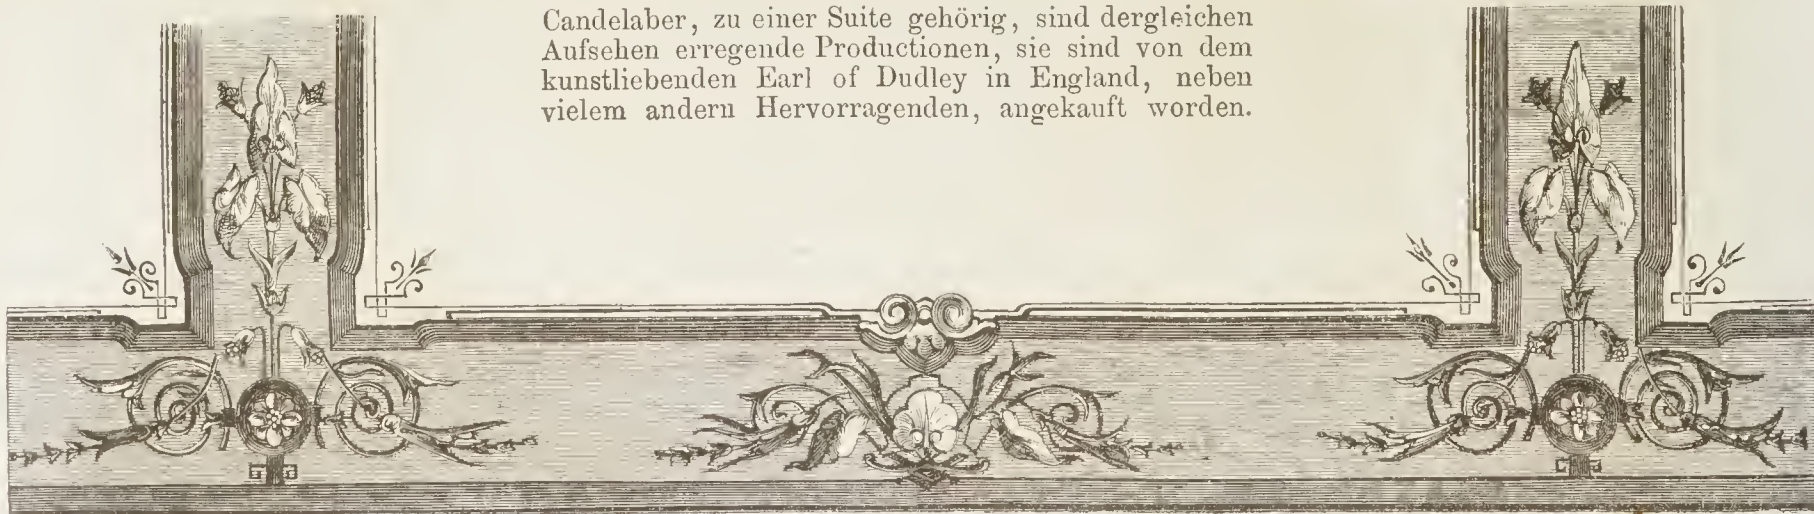 Candelaber, zu einer Suite gehörig, sind dergleichen
Aufsehen erregende Productionen, sie sind von dem
kunstliebenden Earl of Dudley in England, neben
vielem andern Hervorragenden, angekauft worden.